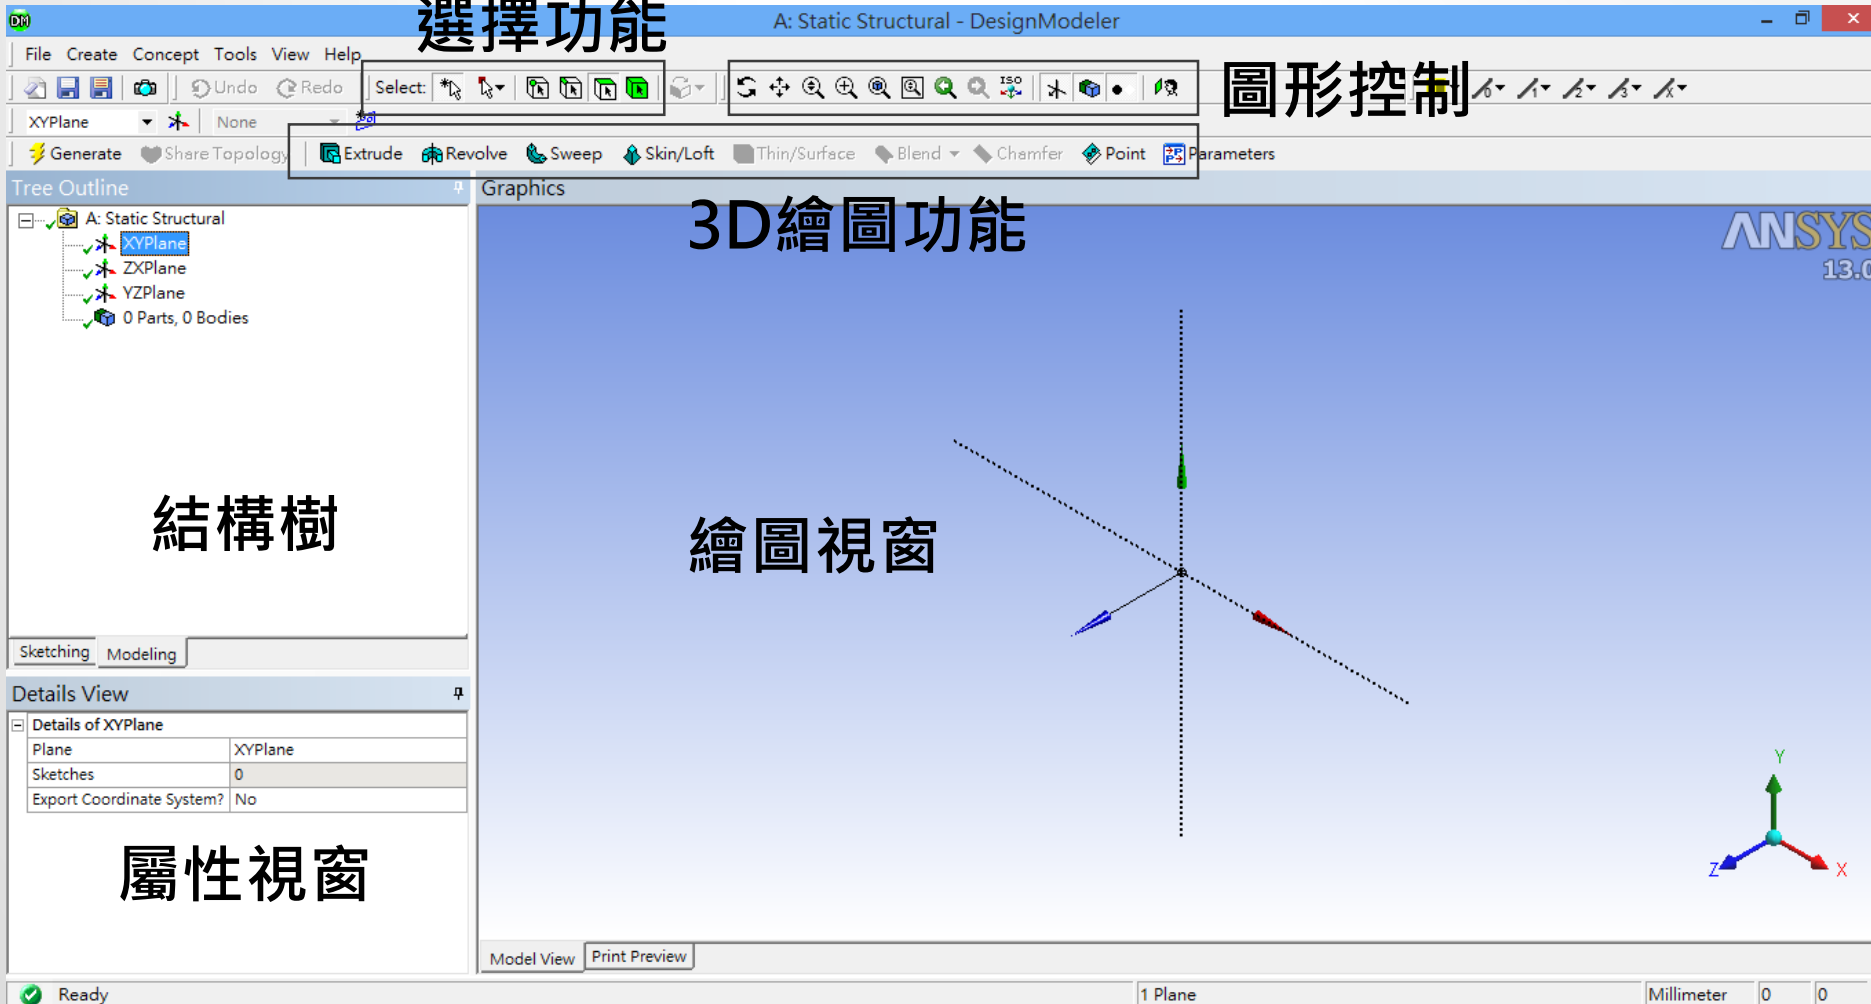 DM
A: Static Structural - DesignModeler
選擇功能
File Create Concept Tools View Help
Undo Redo Select: ISO
圖形控制
XYPlane None
Generate Share Topology Extrude Revolve Sweep Skin/Loft Thin/Surface Blend Chamfer Point Parameters
Tree Outline
Graphics
A: Static Structural
XYPlane
ZXPlane
YZPlane
0 Parts, 0 Bodies
3D繪圖功能
ANSYS
13.0
結構樹
繪圖視窗
Sketching Modeling
Details View
Details of XYPlane
Plane XYPlane
Sketches 0
Export Coordinate System? No
屬性視窗
Y
Z X
Model View Print Preview
Ready 1 Plane Millimeter 0 0